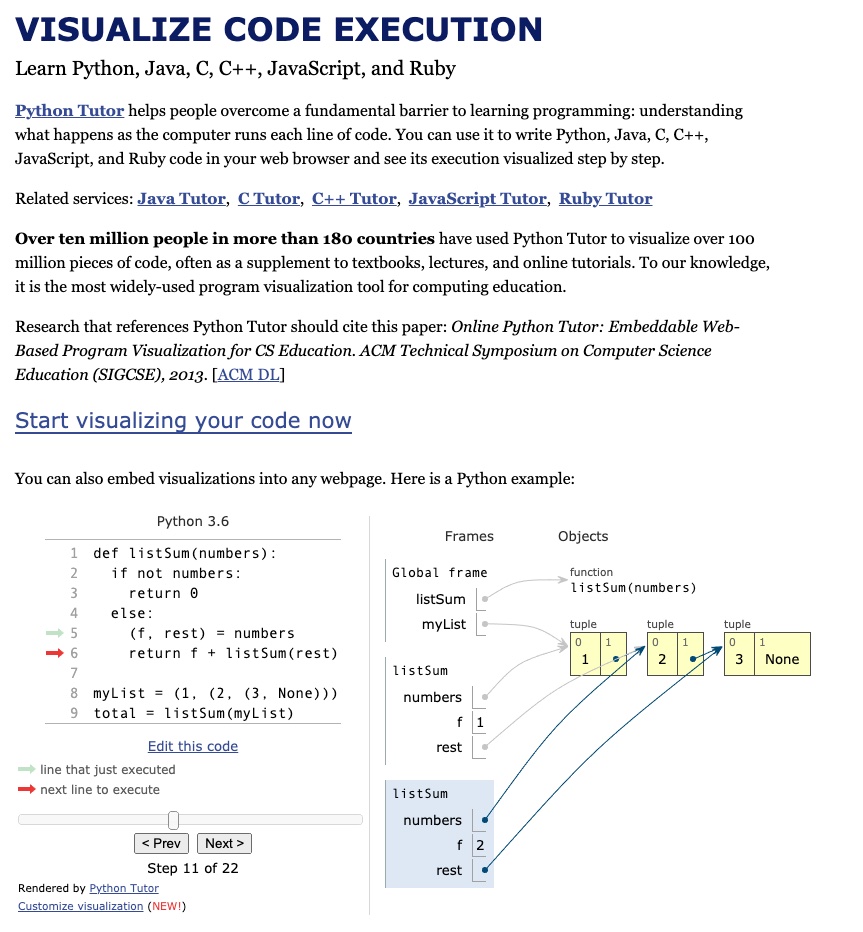 VISUALIZE CODE EXECUTION
Learn Python, Java, C, C++, JavaScript, and Ruby
Python Tutor helps people overcome a fundamental barrier to learning programming: understanding
what happens as the computer runs each line of code. You can use it to write Python, Java, C, C++,
JavaScript, and Ruby code in your web browser and see its execution visualized step by step.
Related services: Java Tutor, C Tutor, C++ Tutor, JavaScript Tutor, Ruby Tutor
Over ten million people in more than 180 countries have used Python Tutor to visualize over 100
million pieces of code, often as a supplement to textbooks, lectures, and online tutorials. To our knowledge,
it is the most widely-used program visualization tool for computing education.
Research that references Python Tutor should cite this paper: Online Python Tutor: Embeddable Web-
Based Program Visualization for CS Education. ACM Technical Symposium on Computer Science
Education (SIGCSE), 2013. [ACM DL]
Start visualizing your code now
You can also embed visualizations into any webpage. Here is a Python example:
Python 3.6
1 def listSum(numbers):
2   if not numbers:
3     return 0
4   else:
5     (f, rest) = numbers
6     return f + listSum(rest)
7
8 myList = (1, (2, (3, None)))
9 total = listSum(myList)
Edit this code
line that just executed
next line to execute
< Prev Next >
Step 11 of 22
Rendered by Python Tutor
Customize visualization (NEW!)
Frames Objects
Global frame
listSum
myList
function
listSum(numbers)
tuple tuple tuple
0 1 0 1 0 1
1 2 3 None
listSum
numbers
f 1
rest
listSum
numbers
f 2
rest